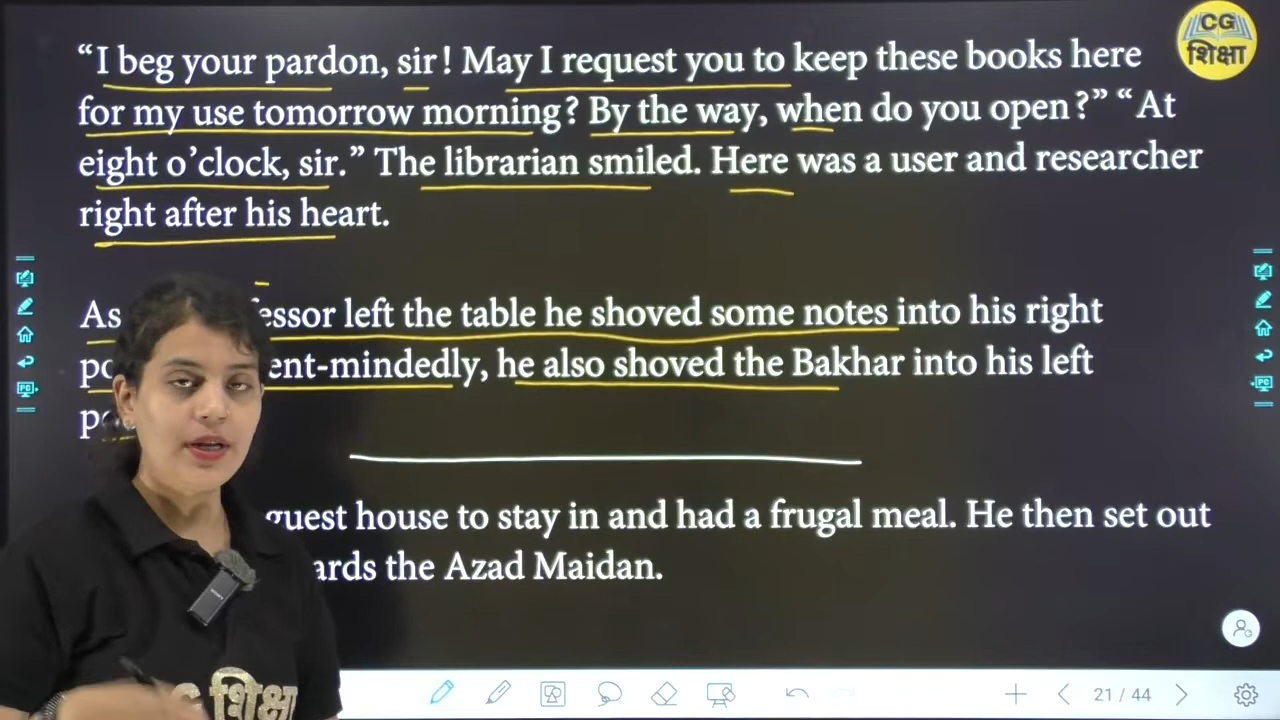 “I beg your pardon, sir! May I request you to keep these books here
for my use tomorrow morning? By the way, when do you open?” “At
eight o’clock, sir.” The librarian smiled. Here was a user and researcher
right after his heart.
As essor left the table he shoved some notes into his right
ent-mindedly, he also shoved the Bakhar into his left
guest house to stay in and had a frugal meal. He then set out
ards the Azad Maidan.
CG
शिक्षा
शिक्षा
21 / 44
PC
PC